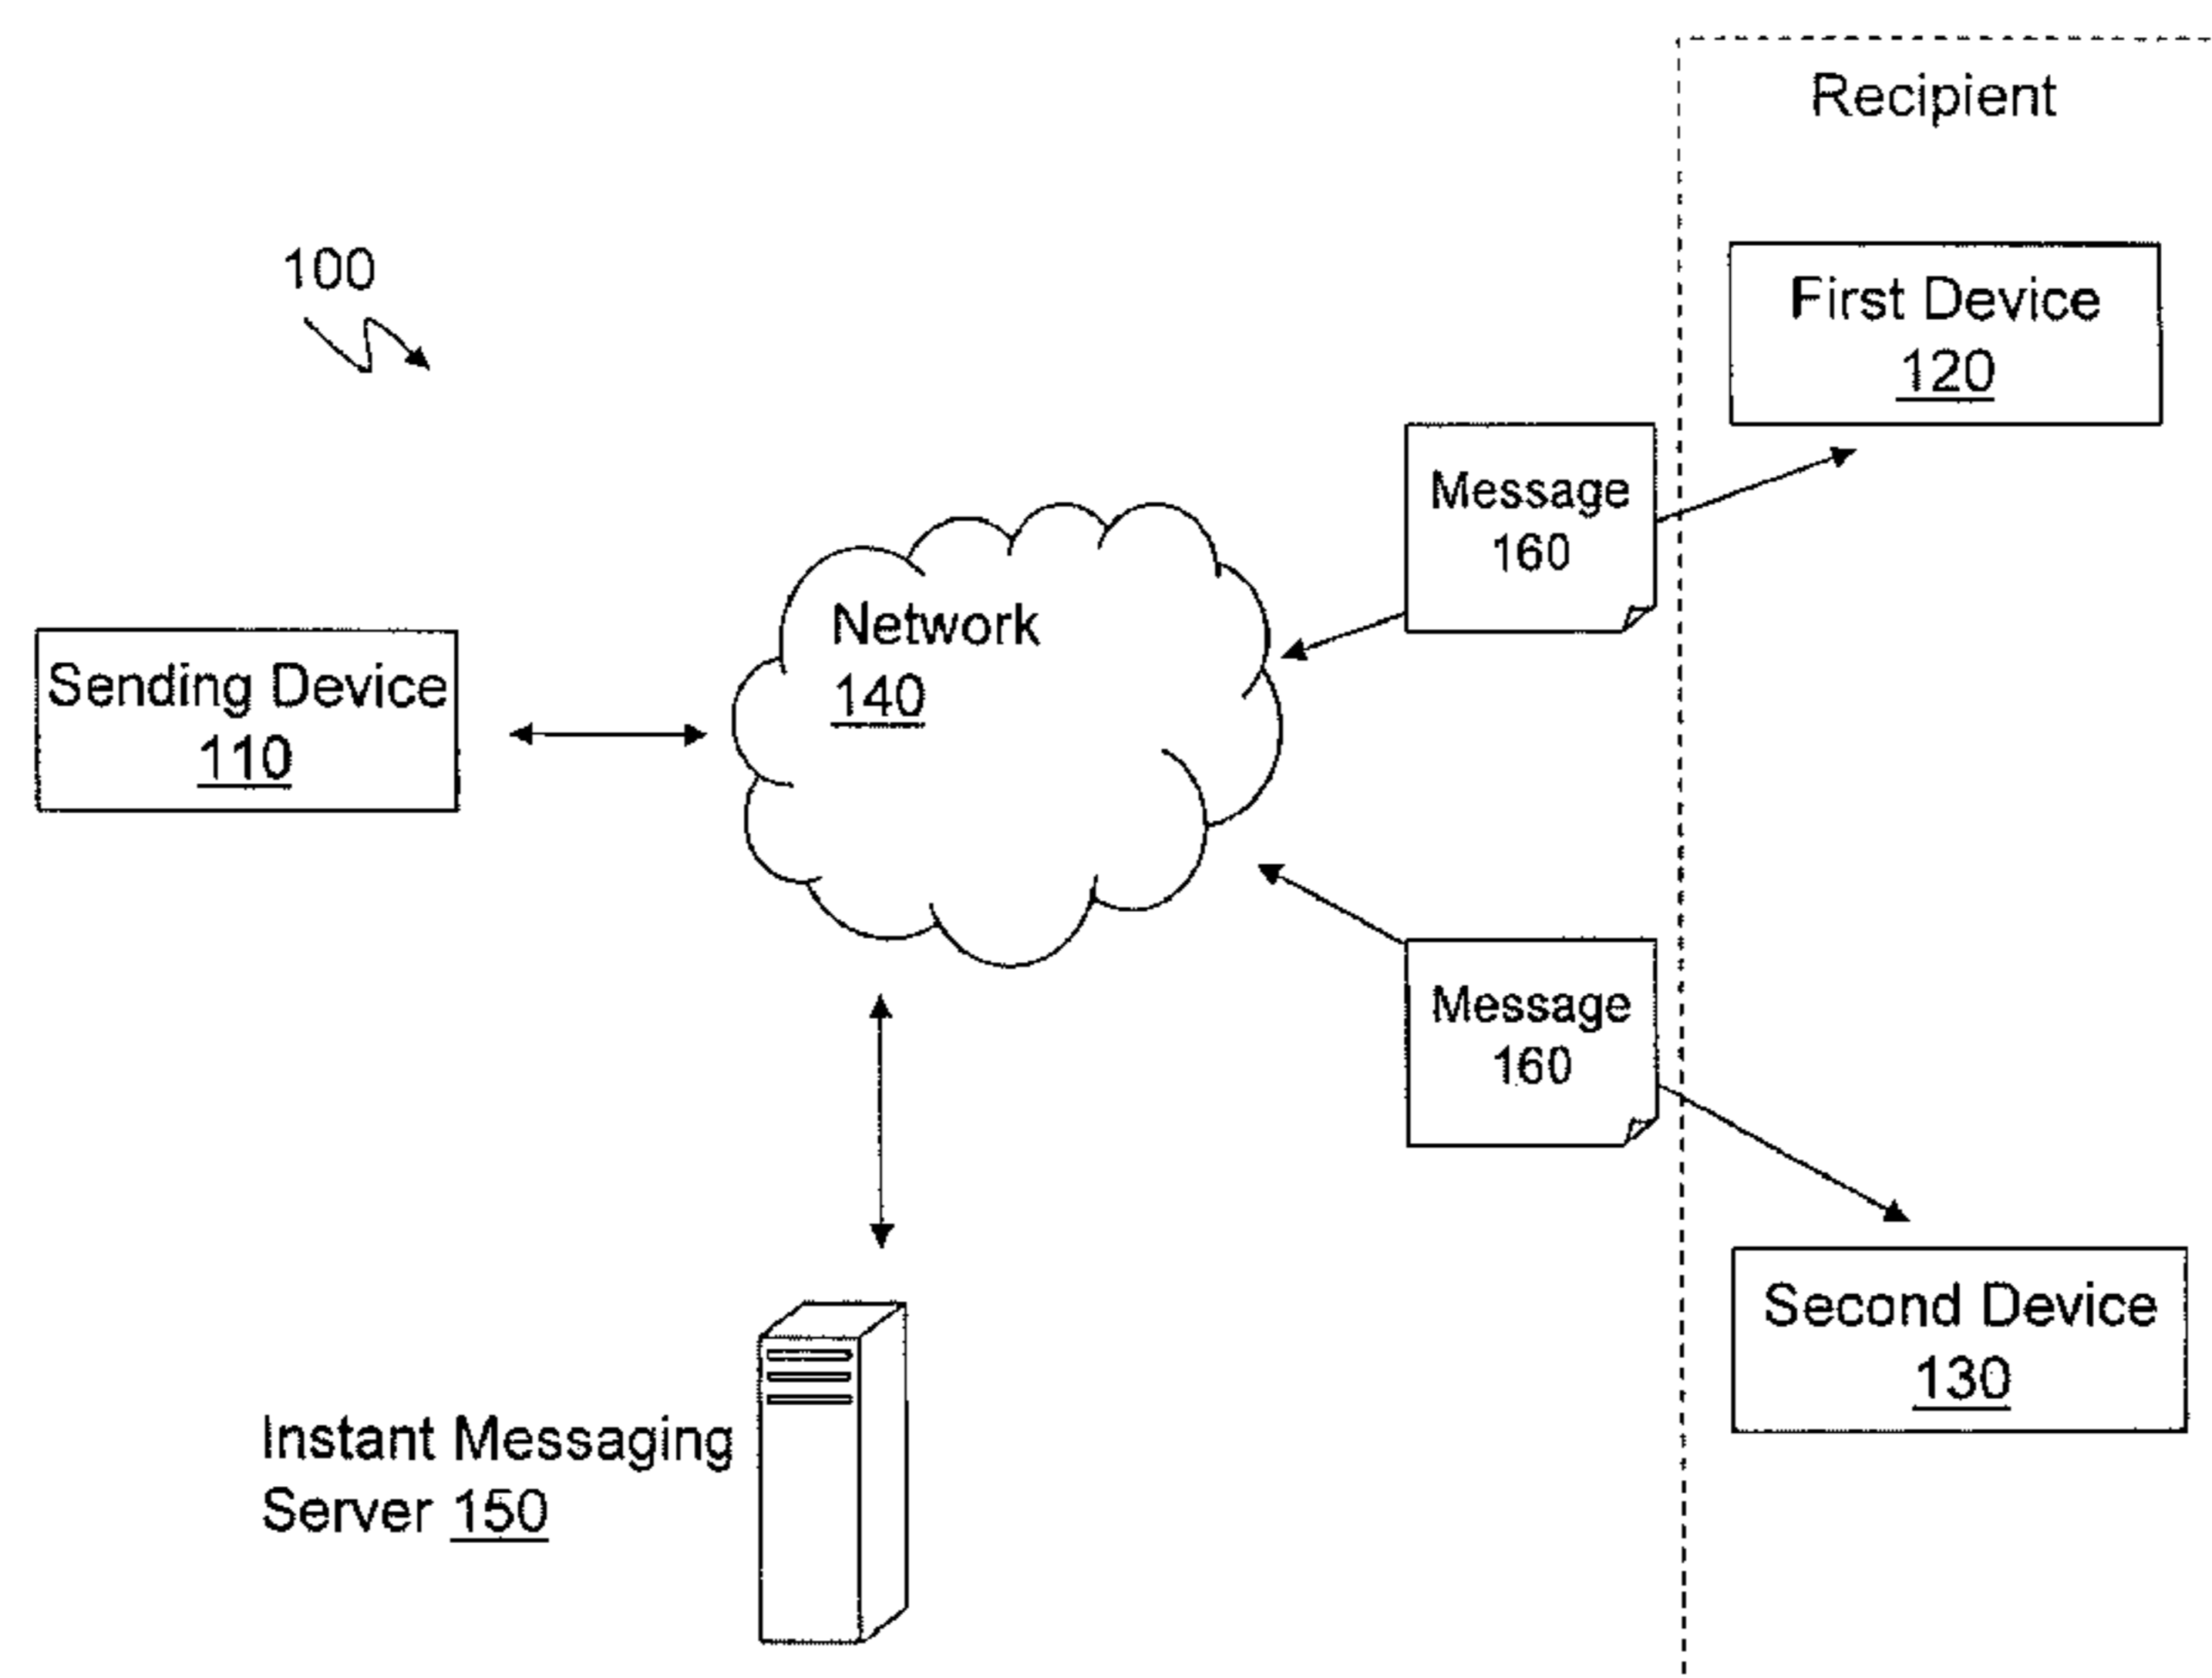 Recipient
100
First Device
120
Message
160
Network
140
Sending Device
110
Message
160
Second Device
130
Instant Messaging
Server 150